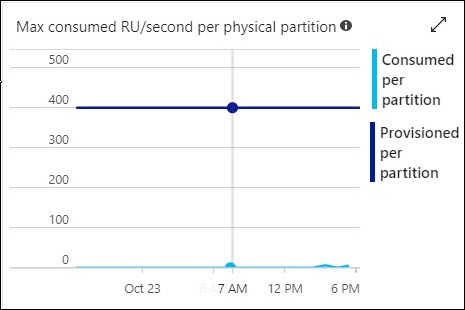 Max consumed RU/second per physical partition
500
400
300
200
100
0
Oct 23 6 A 7 AM 12 PM 6 PM
Consumed
per
partition
Provisioned
per
partition